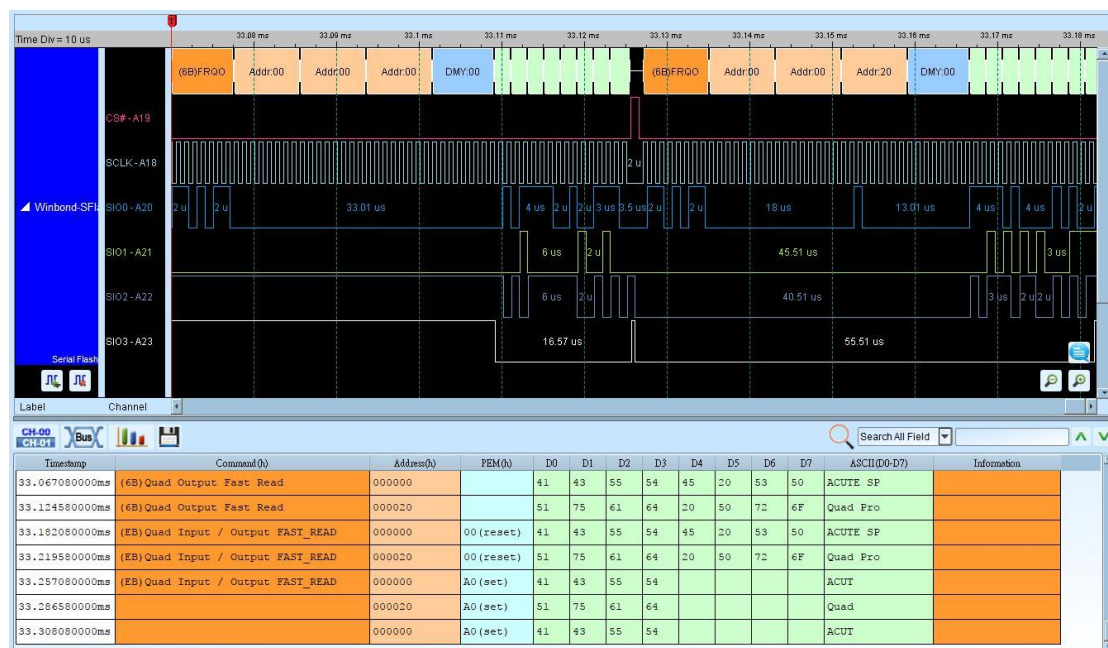 Time Div = 10 us
T
33.08 ms 33.09 ms 33.1 ms 33.11 ms 33.12 ms 33.13 ms 33.14 ms 33.15 ms 33.16 ms 33.17 ms 33.18 ms
(6B)FRQO Addr:00 Addr:00 Addr:00 DMY:00 (6B)FRQO Addr:00 Addr:00 Addr:20 DMY:00
CS# - A19
SCLK - A18 2 u
Winbond-SFl SIO0 - A20 2 u 2 u 33.01 us 4 us 2 u 2 u 3 us 3.5 us 2 u 2 u 18 us 13.01 us 4 us 4 us 2 u
SIO1 - A21 6 us 2 u 45.51 us 3 us
SIO2 - A22 6 us 2 u 40.51 us 3 us 2 u 2 u
SIO3 - A23 16.57 us 55.51 us
Serial Flash
Label Channel
CH-00
CH-01
Bus
Search All Field
Timestamp Command(h) Address(h) PEM(h) D0 D1 D2 D3 D4 D5 D6 D7 ASCII(D0-D7) Information
33.067080000ms (6B)Quad Output Fast Read 000000 41 43 55 54 45 20 53 50 ACUTE SP
33.124580000ms (6B)Quad Output Fast Read 000020 51 75 61 64 20 50 72 6F Quad Pro
33.182080000ms (EB)Quad Input / Output FAST_READ 000000 00(reset) 41 43 55 54 45 20 53 50 ACUTE SP
33.219580000ms (EB)Quad Input / Output FAST_READ 000020 00(reset) 51 75 61 64 20 50 72 6F Quad Pro
33.257080000ms (EB)Quad Input / Output FAST_READ 000000 A0(set) 41 43 55 54 ACUT
33.286580000ms 000020 A0(set) 51 75 61 64 Quad
33.308080000ms 000000 A0(set) 41 43 55 54 ACUT